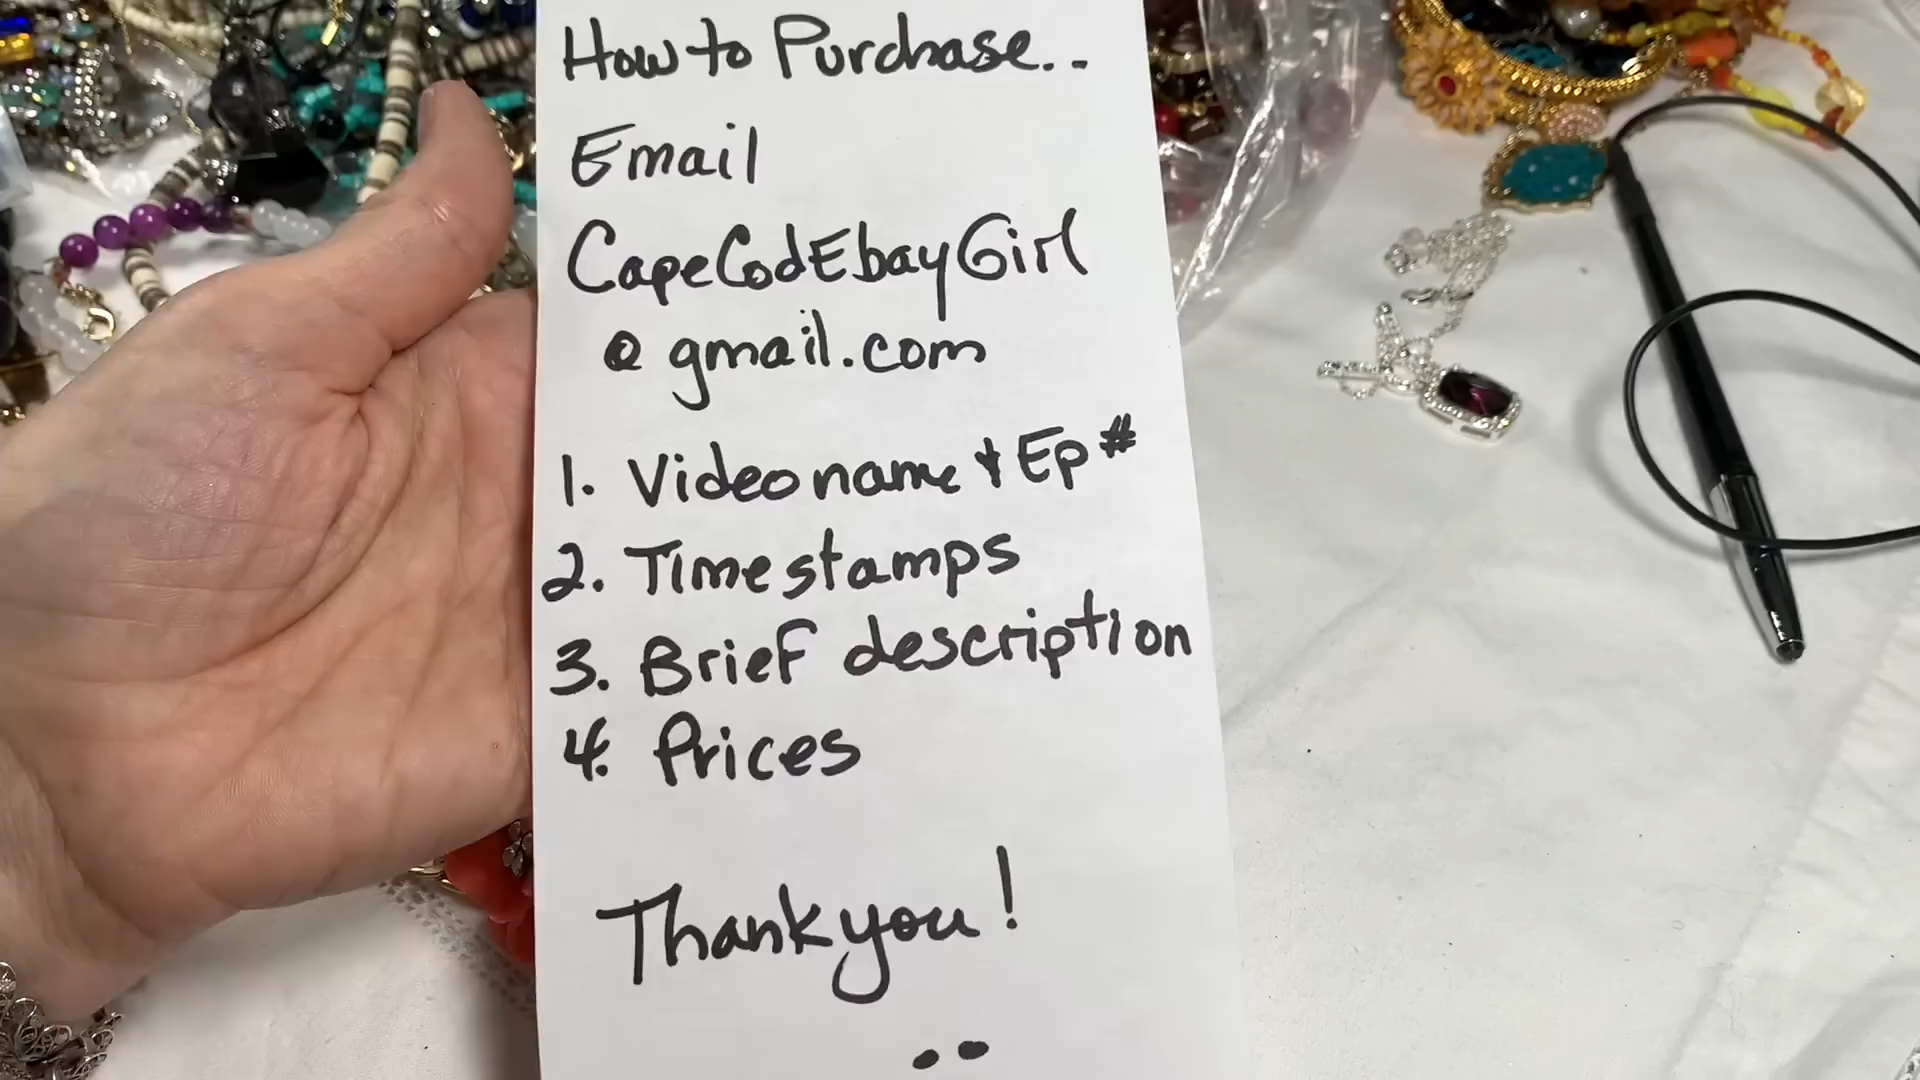 How to Purchase..
Email
CapeCodEbayGirl
@gmail.com
1. Video name & Ep #
2. Timestamps
3. Brief description
4. Prices
Thank you!